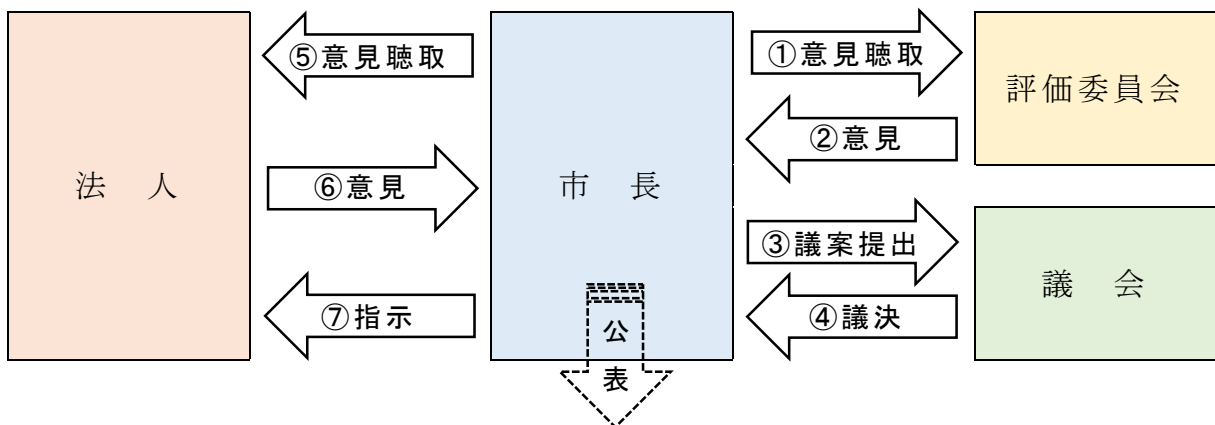 ⑤意見聴取
①意見聴取
評価委員会
②意見
法　人
⑥意見
市　長
③議案提出
議　会
⑦指示
④議決
公
表